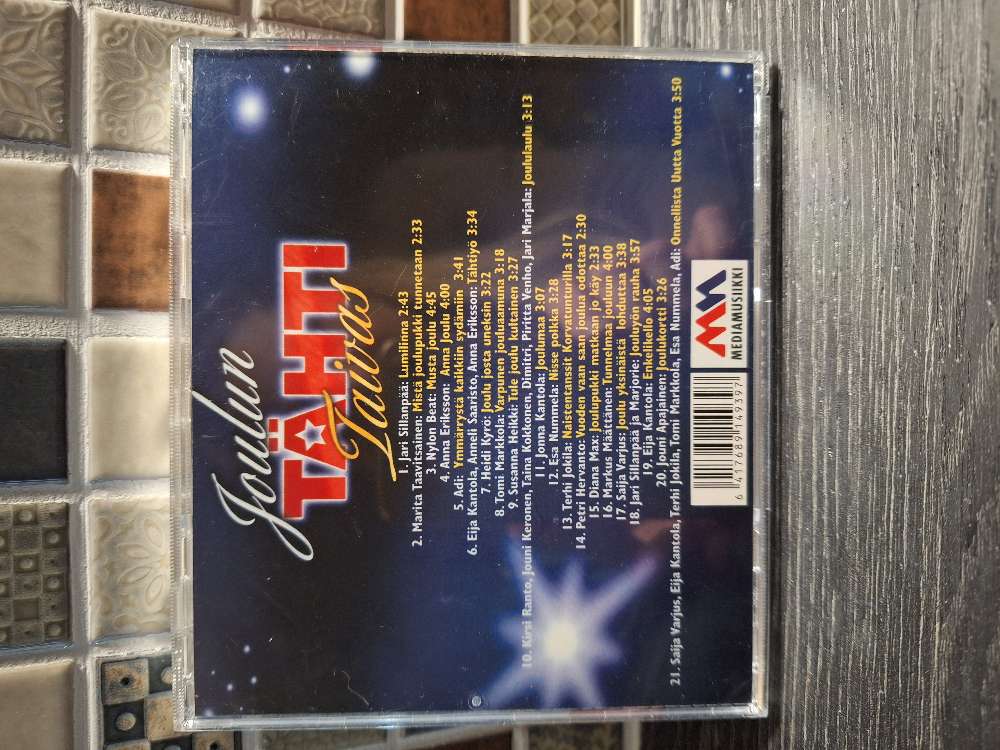 Joulun
TÄHTI
Taivas
1. Jari Sillanpää: Lumilinna 2:43
2. Marita Taavitsainen: Mistä joulupukki tunnetaan 2:33
3. Nylon Beat: Musta joulu 4:45
4. Anna Eriksson: Anna Joulu 4:00
5. Adi: Ymmärrystä kaikkiin sydämiin 3:41
6. Eija Kantola, Anneli Saaristo, Anna Eriksson: Tähtiyö 3:34
7. Heidi Kyrö: Joulu josta uneksin 3:22
8. Tomi Markkola: Varpunen jouluaamuna 3:18
9. Susanna Heikki: Tule joulu kultainen 3:27
10. Kirsi Ranto, Jouni Keronen, Taina Kokkonen, Dimitri, Piritta Venho, Jari Marjala: Joululaulu 3:13
11. Jonna Kantola: Joulumaa 3:07
12. Esa Nummela: Nisse polkka 3:28
13. Terhi Jokila: Naistentanssit Korvatunturilla 3:17
14. Petri Hervanto: Vuoden vaan saan joulua odottaa 2:30
15. Diana Max: Joulupukki matkaan jo käy 2:33
16. Markus Määttänen: Tunnelmaa jouluun 4:00
17. Saija Varjus: Joulu yksinäistä lohduttaa 3:38
18. Jari Sillanpää ja Marjorie: Jouluyön rauha 3:57
19. Eija Kantola: Enkelikello 4:05
20. Jouni Apajainen: Joulukortti 3:26
21. Saija Varjus, Eija Kantola, Terhi Jokila, Tomi Markkola, Esa Nummela, Adi: Onnellista Uutta Vuotta 3:50
6 417689 149397
MEDIAMUSIIKKI